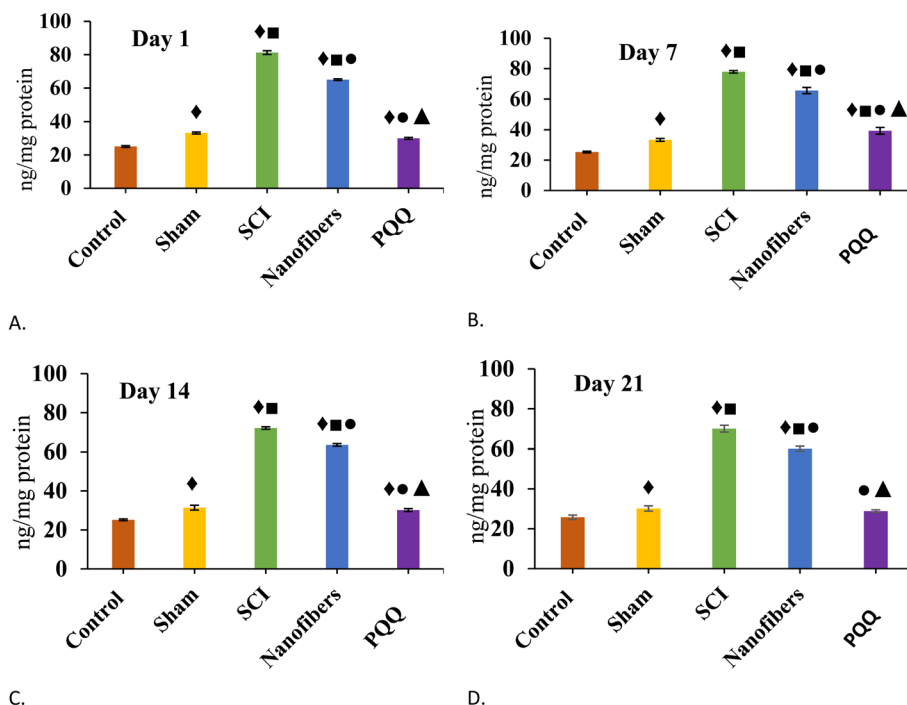 Day 1
ng/mg protein
100
80
60
40
20
0
Control
Sham
SCI
Nanofibers
PQQ
A.
Day 7
ng/mg protein
100
80
60
40
20
0
Control
Sham
SCI
Nanofibers
PQQ
B.
Day 14
ng/mg protein
100
80
60
40
20
0
Control
Sham
SCI
Nanofibers
PQQ
C.
Day 21
ng/mg protein
100
80
60
40
20
0
Control
Sham
SCI
Nanofibers
PQQ
D.